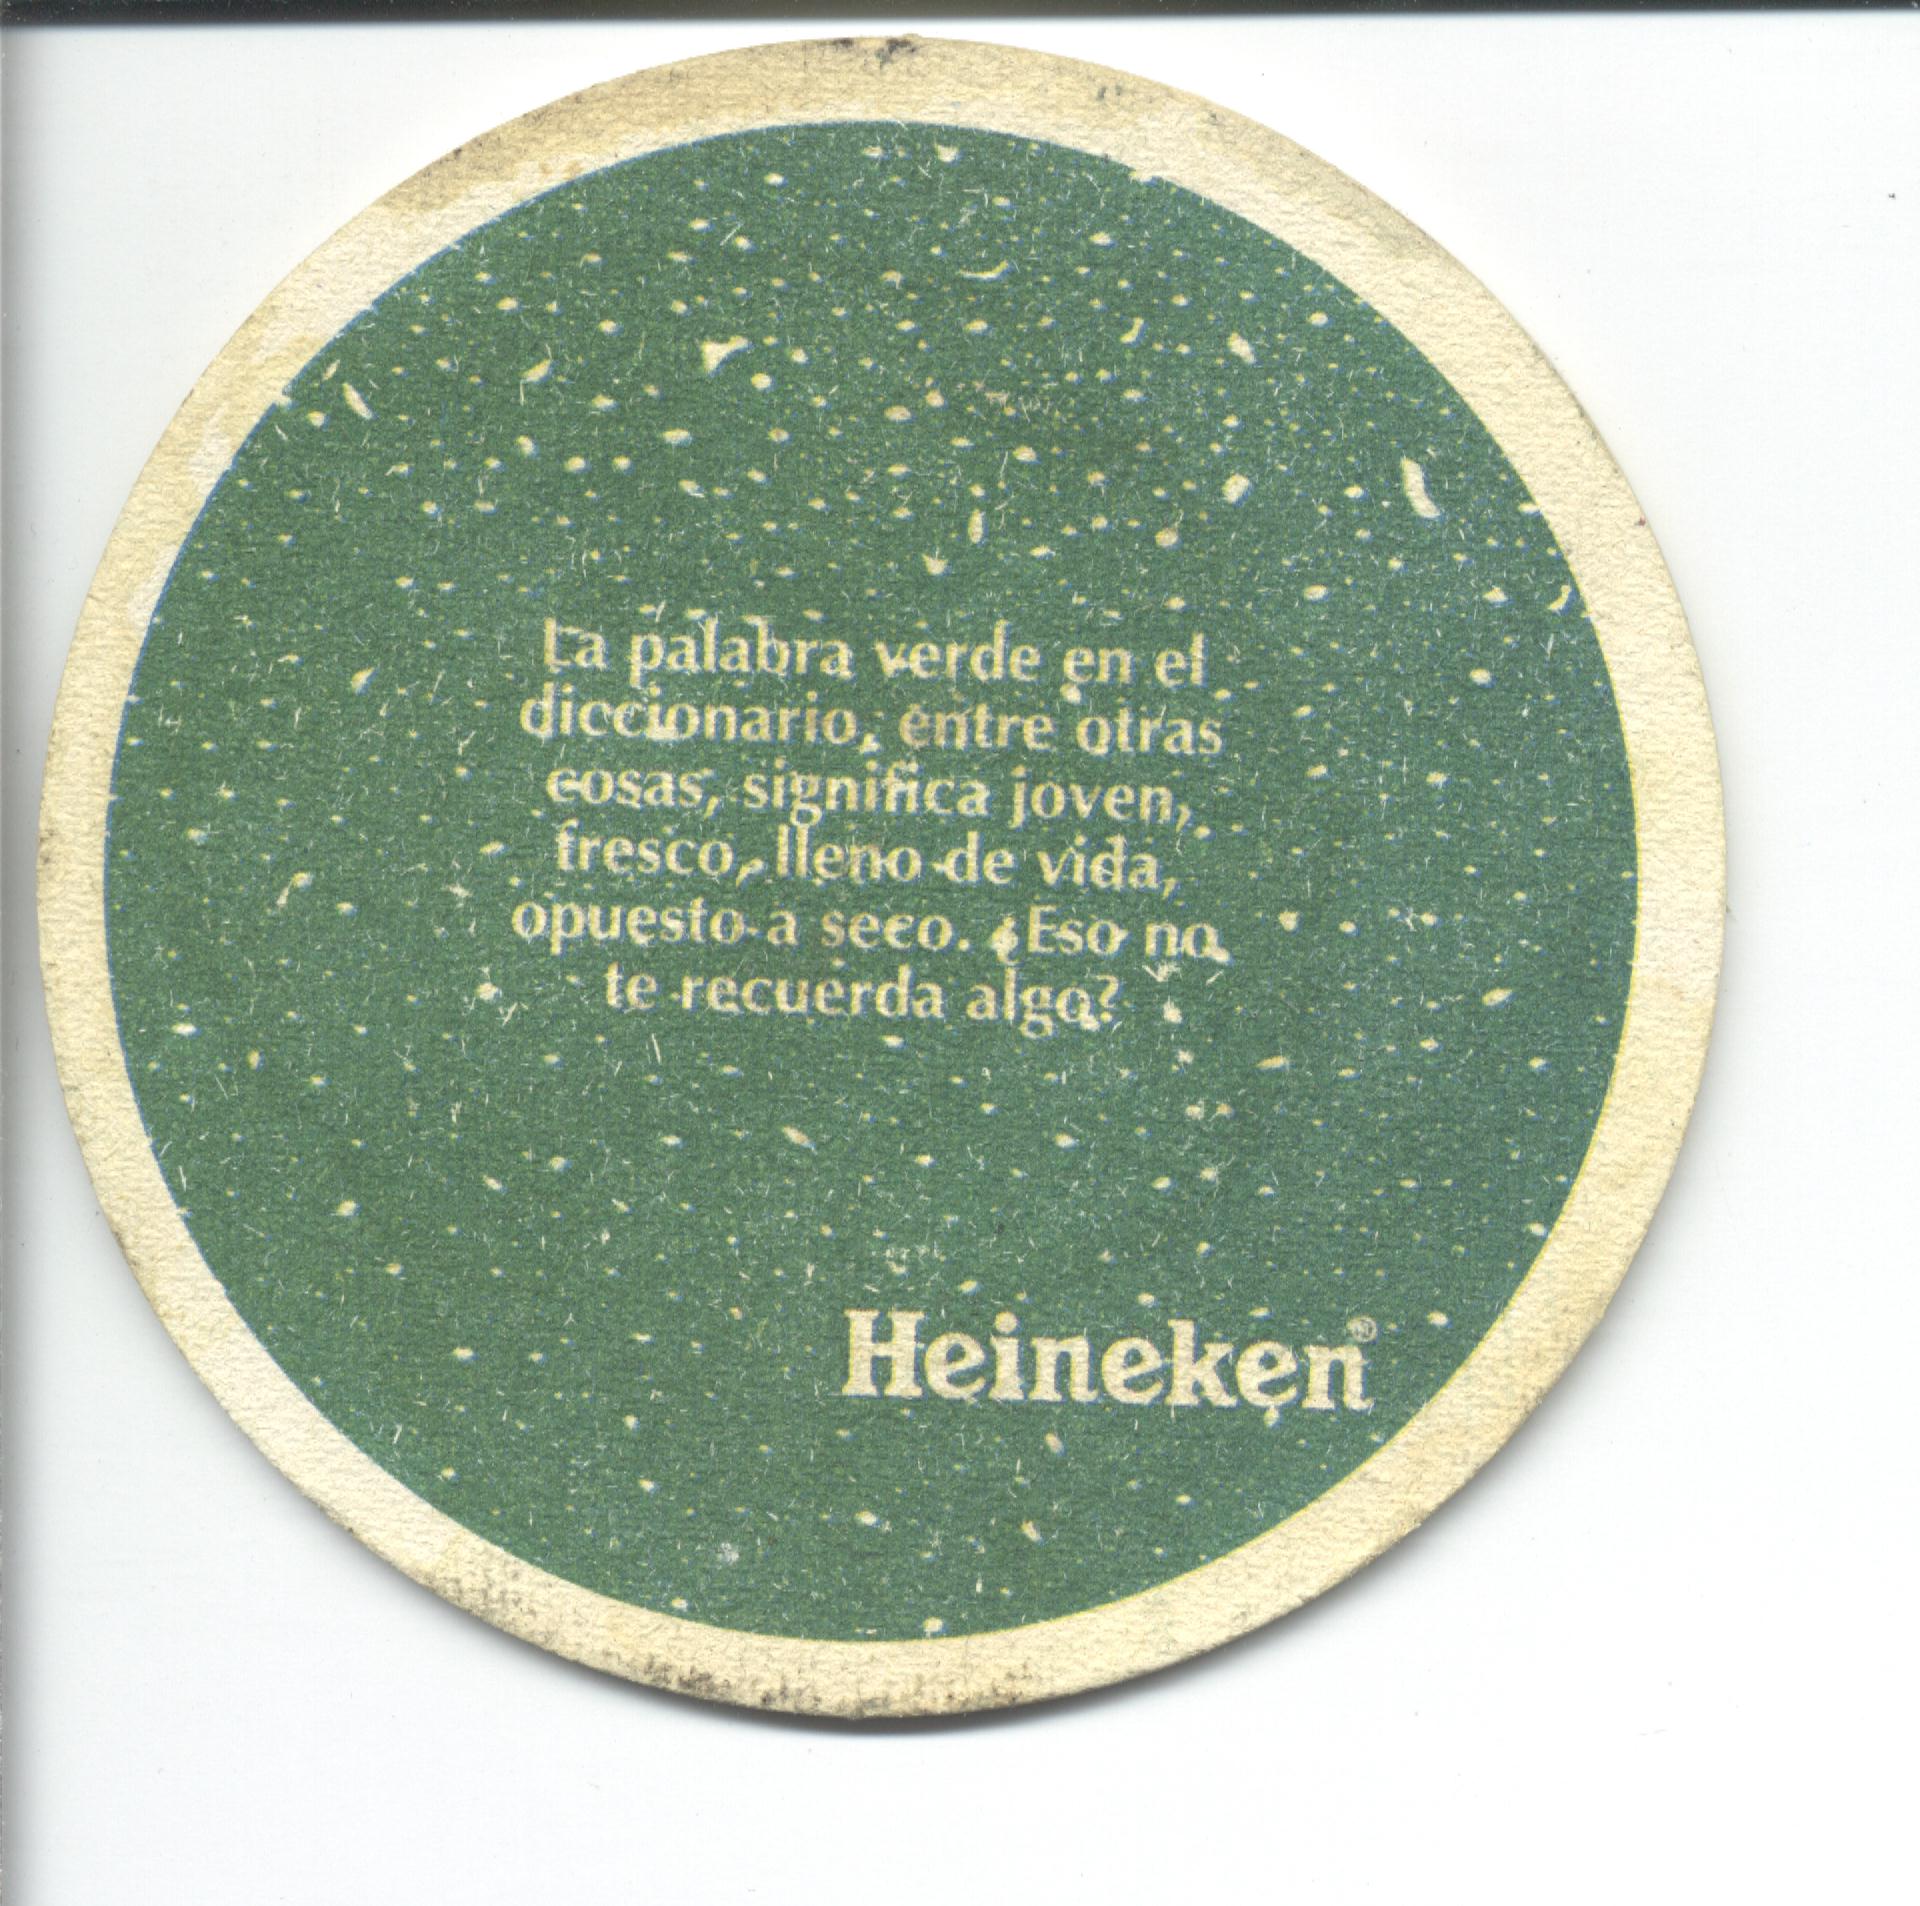 La palabra verde en el
diccionario, entre otras
cosas, significa joven,
fresco, lleno de vida,
opuesto a seco. ¿Eso no
te recuerda algo?
Heineken®